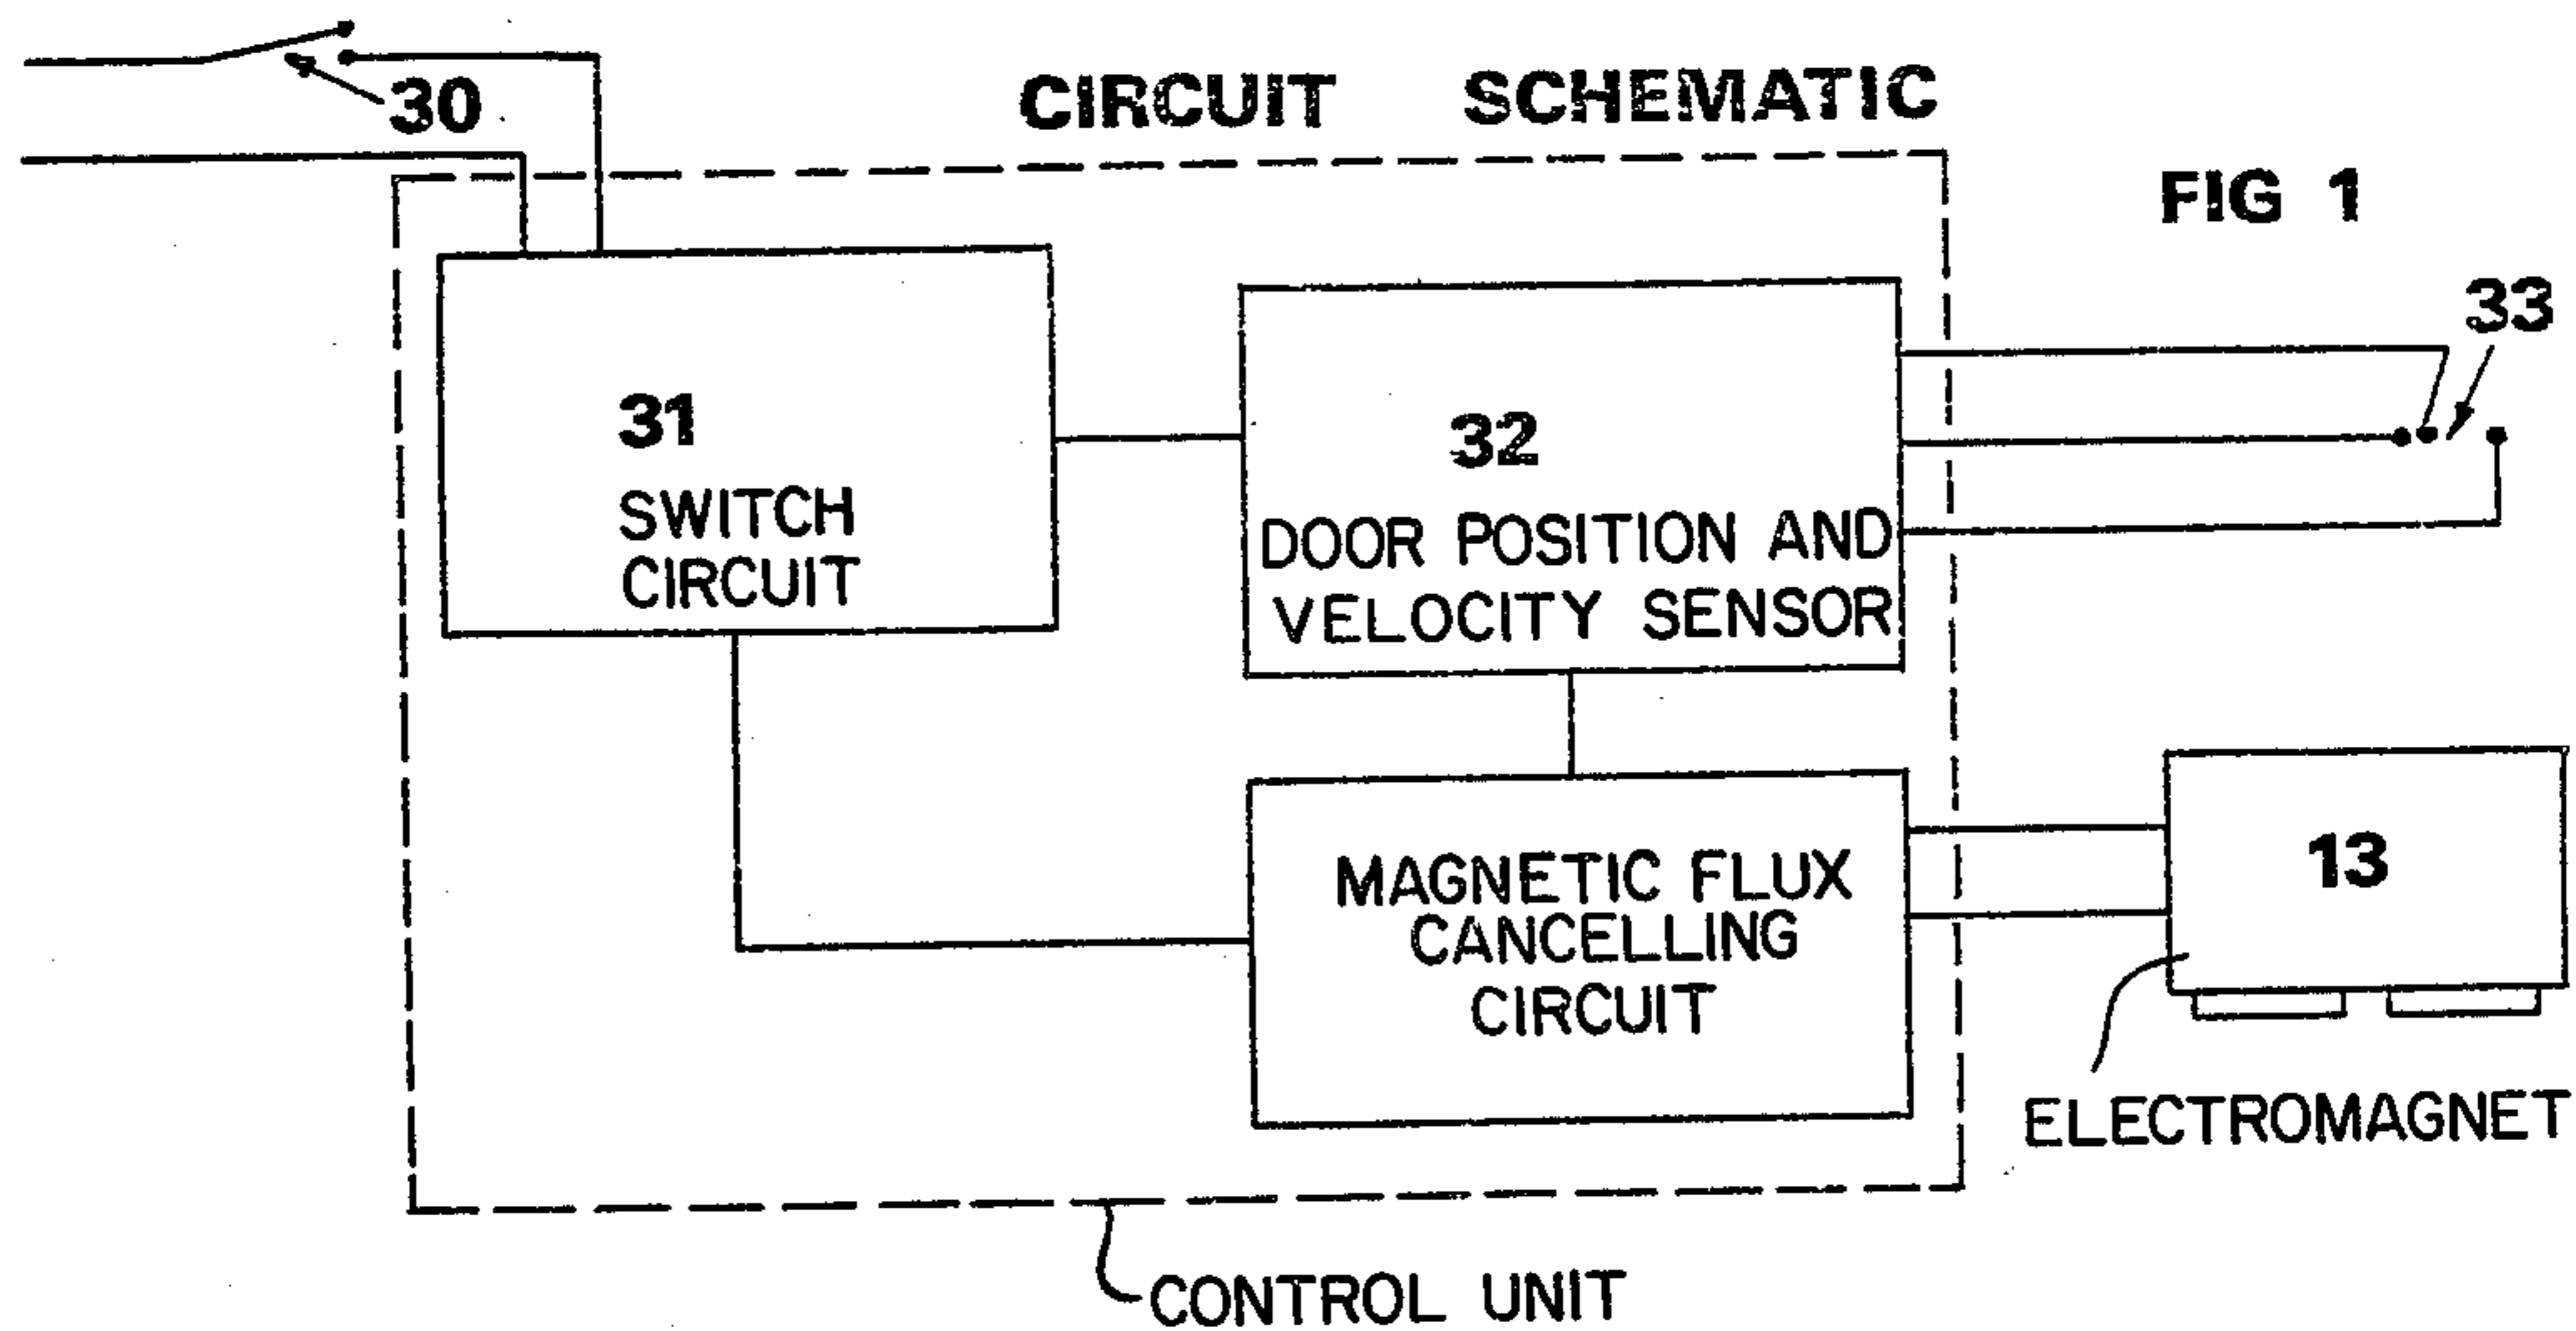 30
CIRCUIT SCHEMATIC
FIG 1
33
31
SWITCH
CIRCUIT
32
DOOR POSITION AND
VELOCITY SENSOR
MAGNETIC FLUX
CANCELLING
CIRCUIT
13
ELECTROMAGNET
CONTROL UNIT